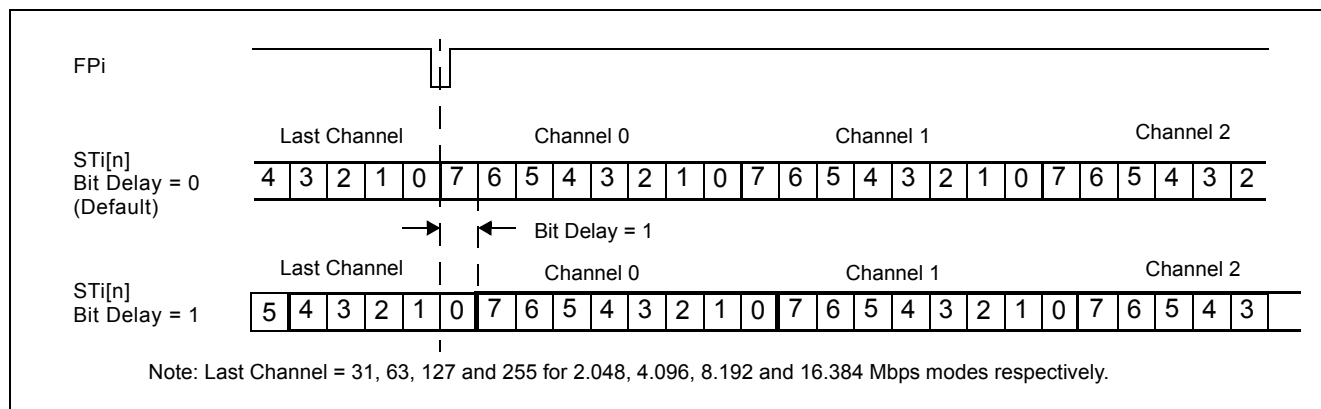 FPi
Last Channel Channel 0 Channel 1 Channel 2
STi[n]
Bit Delay = 0
(Default)
4 3 2 1 0 7 6 5 4 3 2 1 0 7 6 5 4 3 2 1 0 7 6 5 4 3 2
Bit Delay = 1
Last Channel Channel 0 Channel 1 Channel 2
STi[n]
Bit Delay = 1
5 4 3 2 1 0 7 6 5 4 3 2 1 0 7 6 5 4 3 2 1 0 7 6 5 4 3
Note: Last Channel = 31, 63, 127 and 255 for 2.048, 4.096, 8.192 and 16.384 Mbps modes respectively.